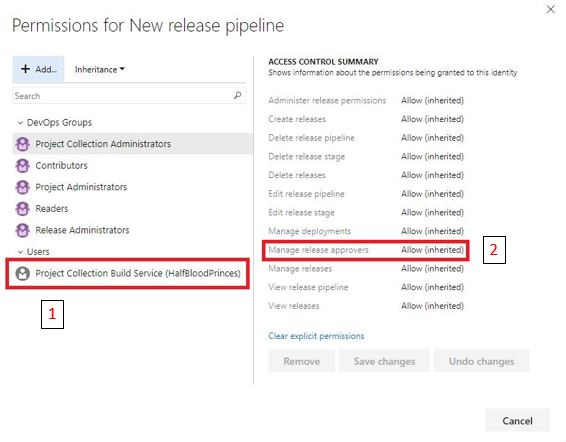 Permissions for New release pipeline
+ Add...
Inheritance
Search
DevOps Groups
Project Collection Administrators
Contributors
Project Administrators
Readers
Release Administrators
Users
Project Collection Build Service (HalfBloodPrinces)
1
ACCESS CONTROL SUMMARY
Shows information about the permissions being granted to this identity
Administer release permissions Allow (inherited)
Create releases Allow (inherited)
Delete release pipeline Allow (inherited)
Delete release stage Allow (inherited)
Delete releases Allow (inherited)
Edit release pipeline Allow (inherited)
Edit release stage Allow (inherited)
Manage deployments Allow (inherited)
Manage release approvers Allow (inherited)
2
Manage releases Allow (inherited)
View release pipeline Allow (inherited)
View releases Allow (inherited)
Clear explicit permissions
Remove
Save changes
Undo changes
Cancel